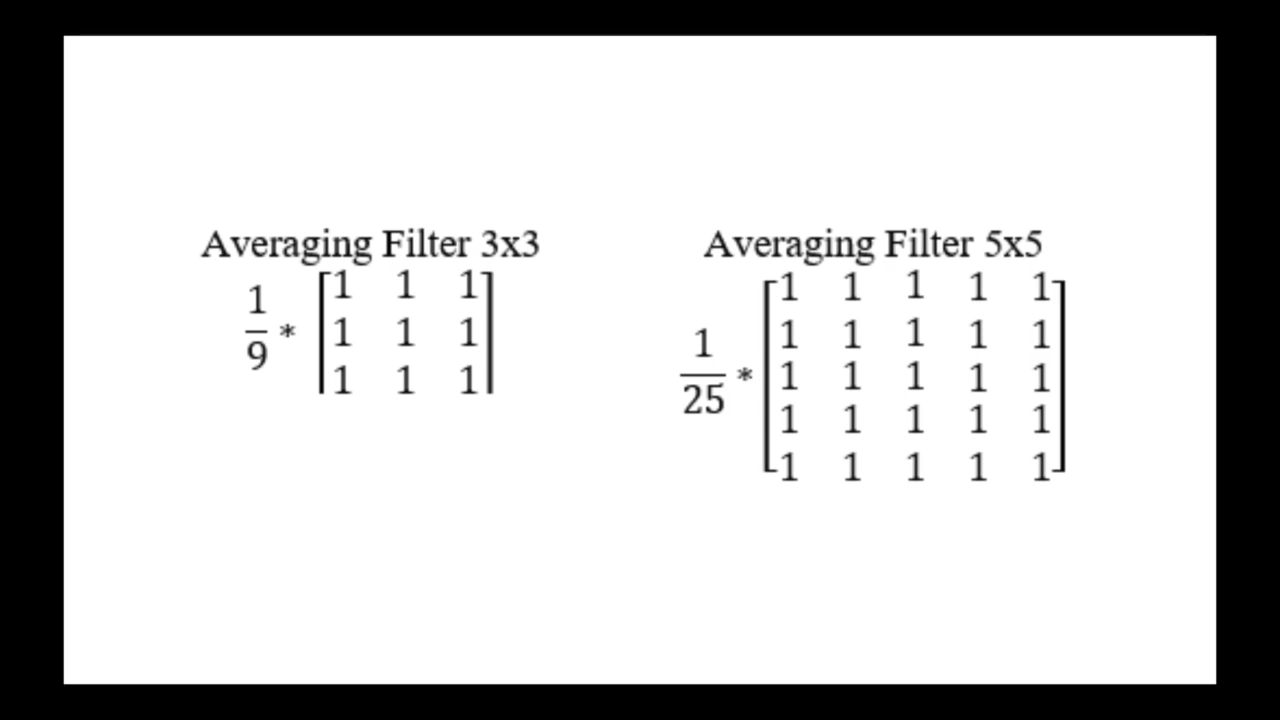 Averaging Filter 3x3
1/9 * [1 1 1
1 1 1
1 1 1]
Averaging Filter 5x5
1/25 * [1 1 1 1 1
1 1 1 1 1
1 1 1 1 1
1 1 1 1 1
1 1 1 1 1]